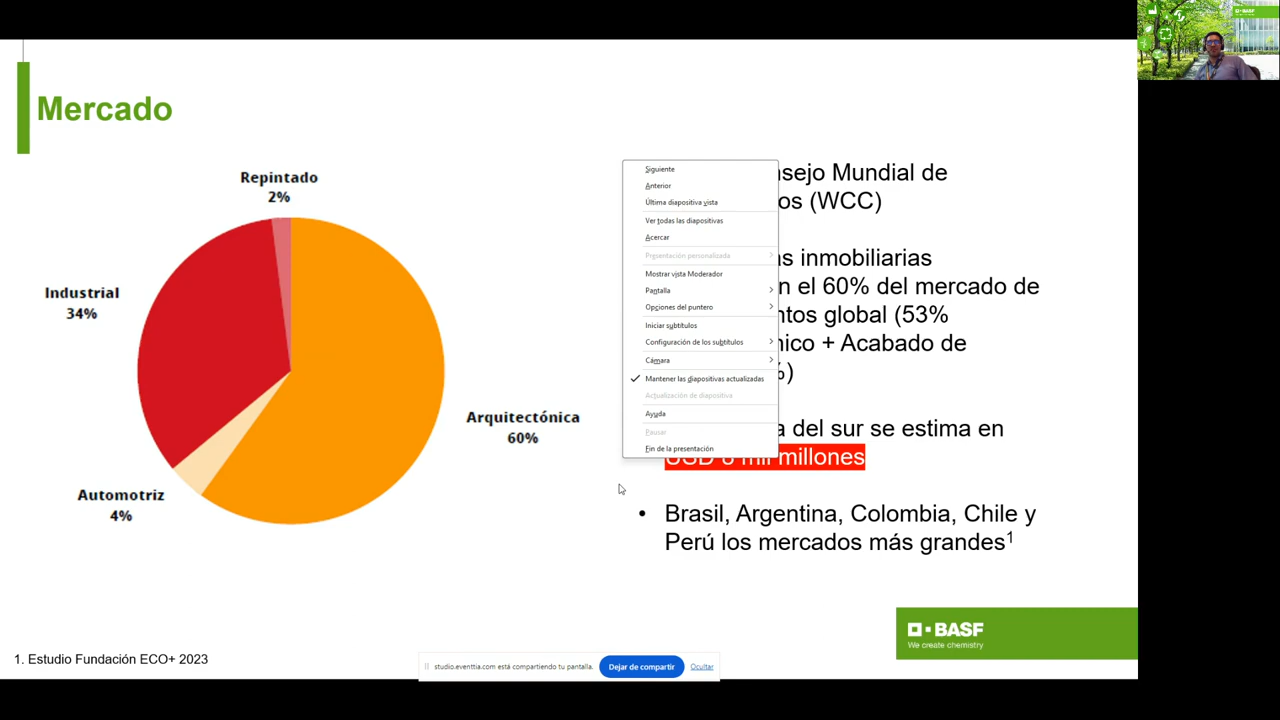 BASF
Mercado
Repintado
2%
Industrial
34%
Arquitectónica
60%
Automotriz
4%
Siguiente
Anterior
Última diapositiva vista
Ver todas las diapositivas
Acercar
Presentación personalizada
Mostrar vista Moderador
Pantalla
Opciones del puntero
Iniciar subtítulos
Configuración de los subtítulos
Cámara
Mantener las diapositivas actualizadas
Actualización de diapositiva
Ayuda
Pausar
Fin de la presentación
nsejo Mundial de
os (WCC)
as inmobiliarias
n el 60% del mercado de
ntos global (53%
nico + Acabado de
%)
a del sur se estima en
mil millones
• Brasil, Argentina, Colombia, Chile y
Perú los mercados más grandes1
BASF
We create chemistry
1. Estudio Fundación ECO+ 2023
studio.eventtia.com está compartiendo tu pantalla.
Dejar de compartir
Ocultar